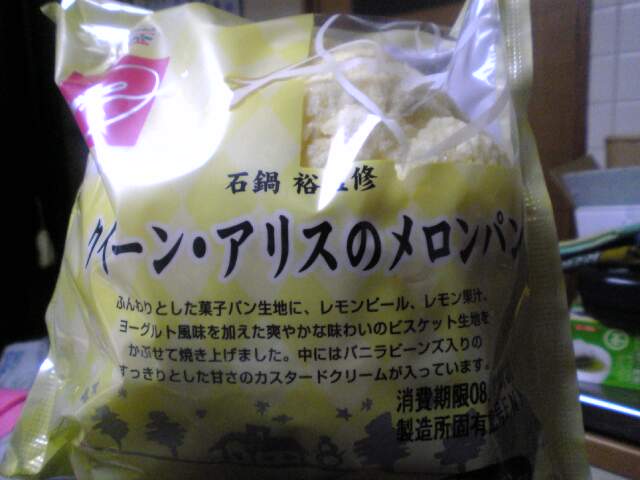 石鍋 裕監修
クイーン・アリスのメロンパン
ふんわりとした菓子パン生地に、レモンピール、レモン果汁、
ヨーグルト風味を加えた爽やかな味わいのビスケット生地を
かぶせて焼き上げました。中にはバニラビーンズ入りの
すっきりとした甘さのカスタードクリームが入っています。
消費期限08.
製造所固有